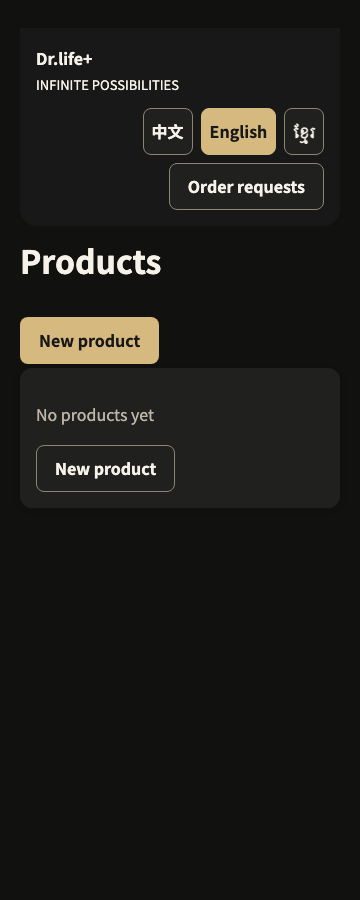 Dr.life+
INFINITE POSSIBILITIES
中文
English
ខ្មែរ
Order requests
Products
New product
No products yet
New product